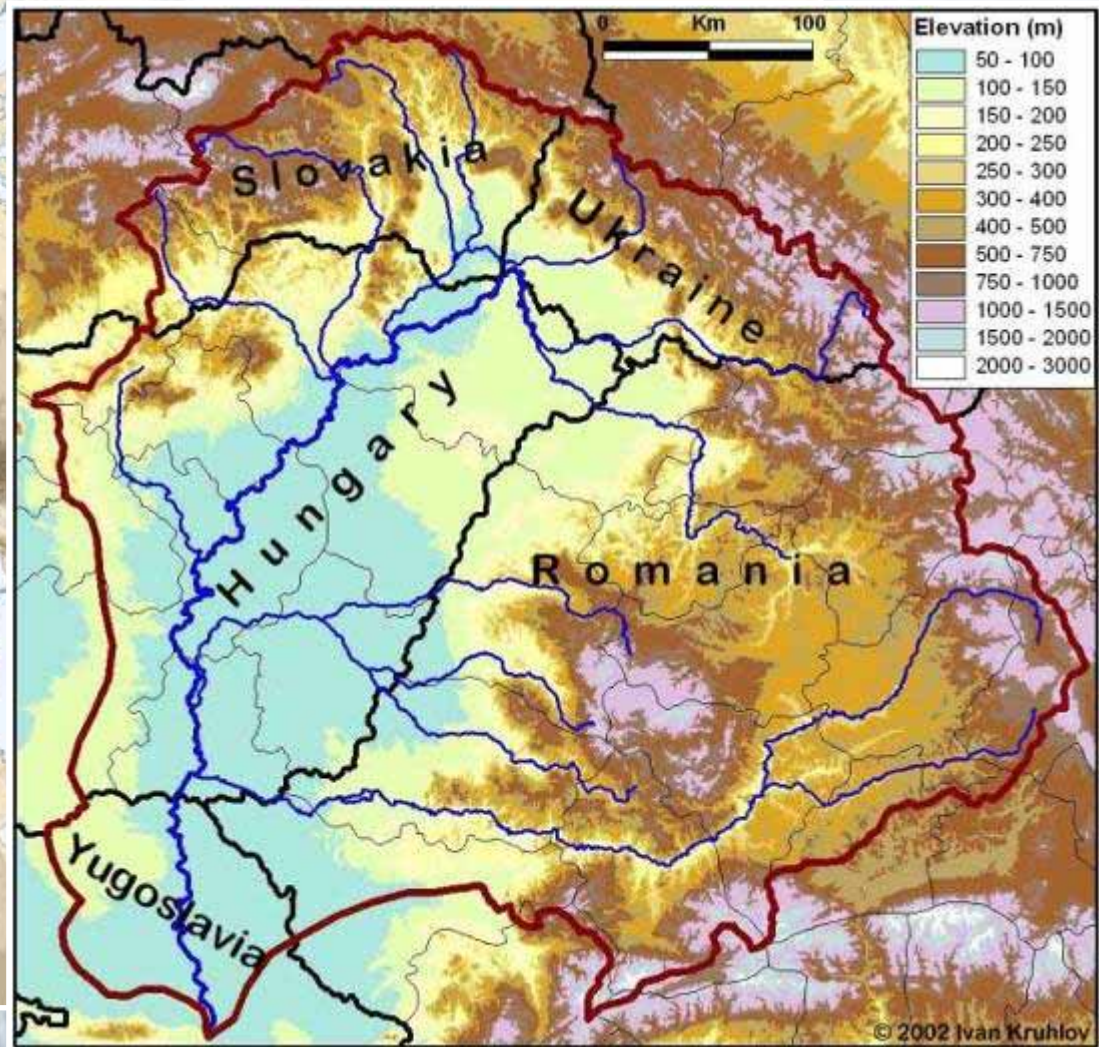 0 Km 100
Elevation (m)
50 - 100
100 - 150
150 - 200
200 - 250
250 - 300
300 - 400
400 - 500
500 - 750
750 - 1000
1000 - 1500
1500 - 2000
2000 - 3000
Slovakia
Ukraine
Hungary
Romania
Yugoslavia
© 2002 Ivan Kruhlov